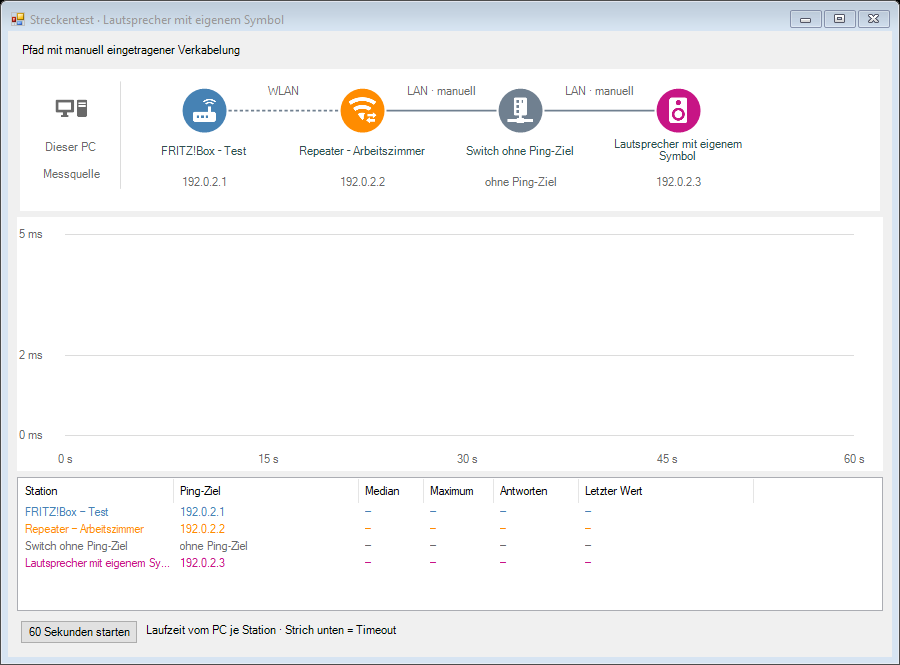 Streckentest · Lautsprecher mit eigenem Symbol
Pfad mit manuell eingetragener Verkabelung
WLAN
LAN · manuell
LAN · manuell
Dieser PC
Messquelle
FRITZ!Box – Test
192.0.2.1
Repeater – Arbeitszimmer
192.0.2.2
Switch ohne Ping-Ziel
ohne Ping-Ziel
Lautsprecher mit eigenem
Symbol
192.0.2.3
5 ms
2 ms
0 ms
0 s 15 s 30 s 45 s 60 s
Station Ping-Ziel Median Maximum Antworten Letzter Wert
FRITZ!Box – Test 192.0.2.1 – – – –
Repeater – Arbeitszimmer 192.0.2.2 – – – –
Switch ohne Ping-Ziel ohne Ping-Ziel – – – –
Lautsprecher mit eigenem Sy... 192.0.2.3 – – – –
60 Sekunden starten Laufzeit vom PC je Station · Strich unten = Timeout